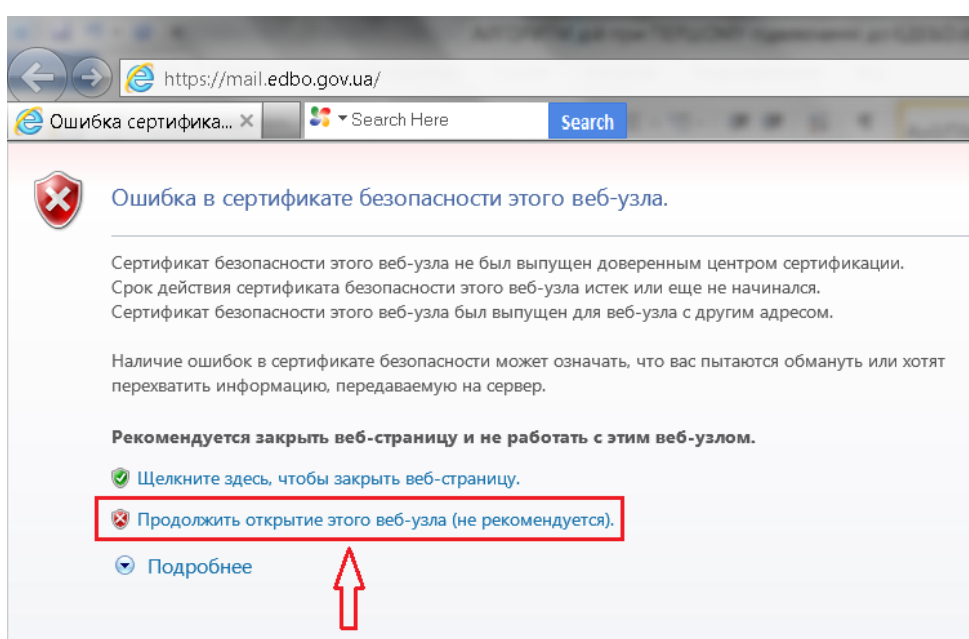 https://mail.edbo.gov.ua/
Ошибка сертифика...
Search Here
Search
Ошибка в сертификате безопасности этого веб-узла.
Сертификат безопасности этого веб-узла не был выпущен доверенным центром сертификации.
Срок действия сертификата безопасности этого веб-узла истек или еще не начинался.
Сертификат безопасности этого веб-узла был выпущен для веб-узла с другим адресом.
Наличие ошибок в сертификате безопасности может означать, что вас пытаются обмануть или хотят
перехватить информацию, передаваемую на сервер.
Рекомендуется закрыть веб-страницу и не работать с этим веб-узлом.
Щелкните здесь, чтобы закрыть веб-страницу.
Продолжить открытие этого веб-узла (не рекомендуется).
Подробнее